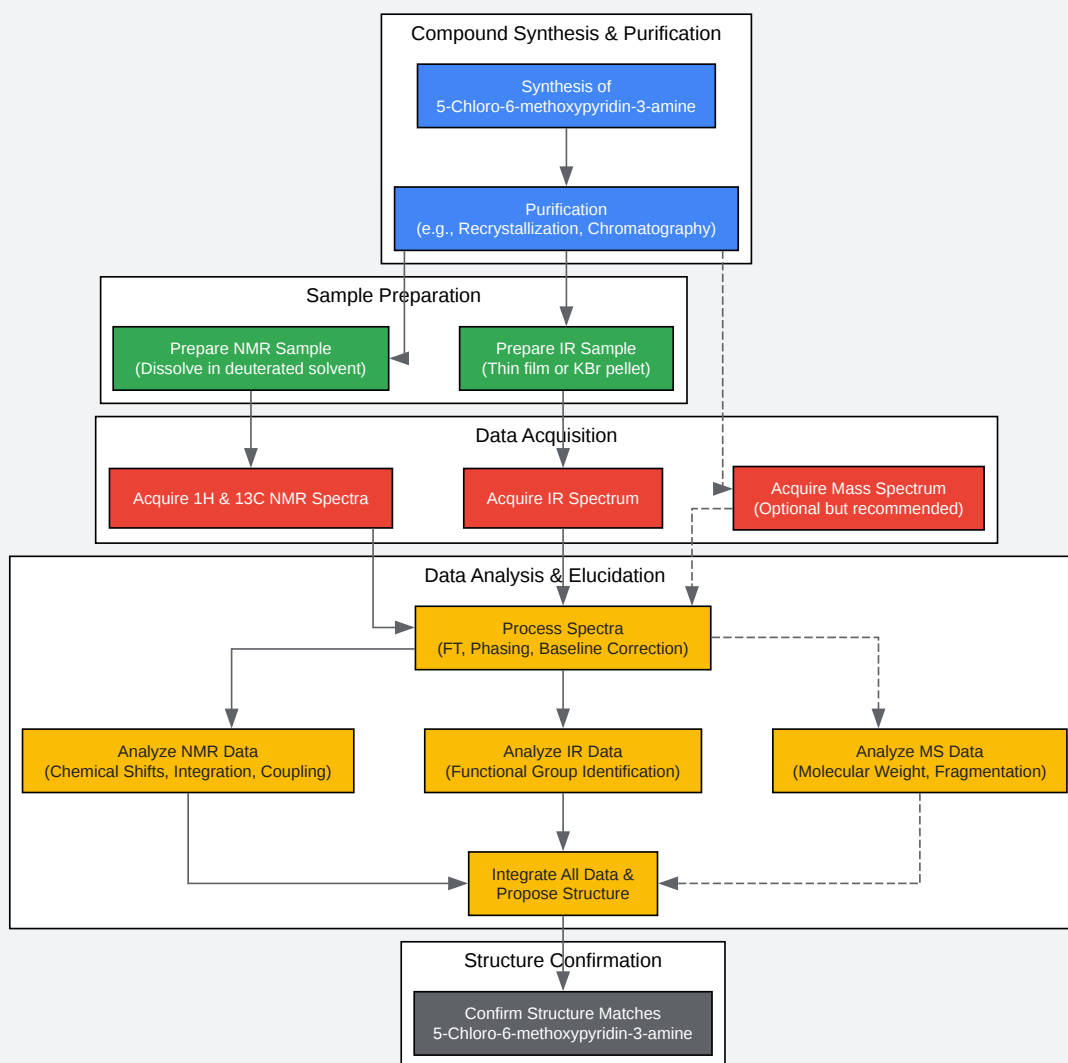 Compound Synthesis & Purification
Synthesis of
5-Chloro-6-methoxypyridin-3-amine
Purification
(e.g., Recrystallization, Chromatography)
Sample Preparation
Prepare NMR Sample
(Dissolve in deuterated solvent)
Prepare IR Sample
(Thin film or KBr pellet)
Data Acquisition
Acquire 1H & 13C NMR Spectra
Acquire IR Spectrum
Acquire Mass Spectrum
(Optional but recommended)
Data Analysis & Elucidation
Process Spectra
(FT, Phasing, Baseline Correction)
Analyze NMR Data
(Chemical Shifts, Integration, Coupling)
Analyze IR Data
(Functional Group Identification)
Analyze MS Data
(Molecular Weight, Fragmentation)
Integrate All Data &
Propose Structure
Structure Confirmation
Confirm Structure Matches
5-Chloro-6-methoxypyridin-3-amine